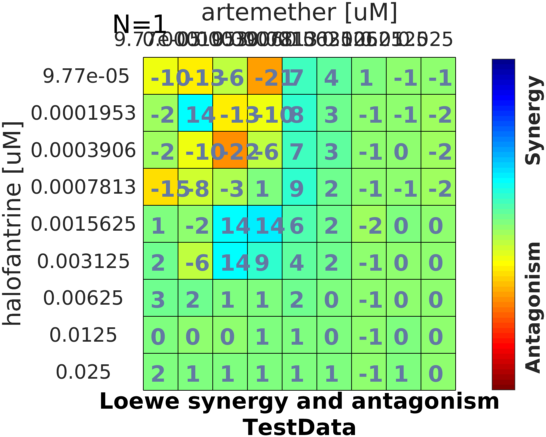 artemether [uM]
N=1
halofantrine [uM]
9.77e-05 -10 -13 -6 -21 7 4 1 -1 -1
0.0001953 -2 14 -13 -10 8 3 -1 -1 -2
0.0003906 -2 -10 -22 -6 7 3 -1 0 -2
0.0007813 -15 -8 -3 1 9 2 -1 -1 -2
0.0015625 1 -2 14 14 6 2 -2 0 0
0.003125 2 -6 14 9 4 2 -1 0 0
0.00625 3 2 1 1 2 0 -1 0 0
0.0125 0 0 0 1 1 0 -1 0 0
0.025 2 1 1 1 1 1 -1 1 0
Synergy
Antagonism
Loewe synergy and antagonism
TestData